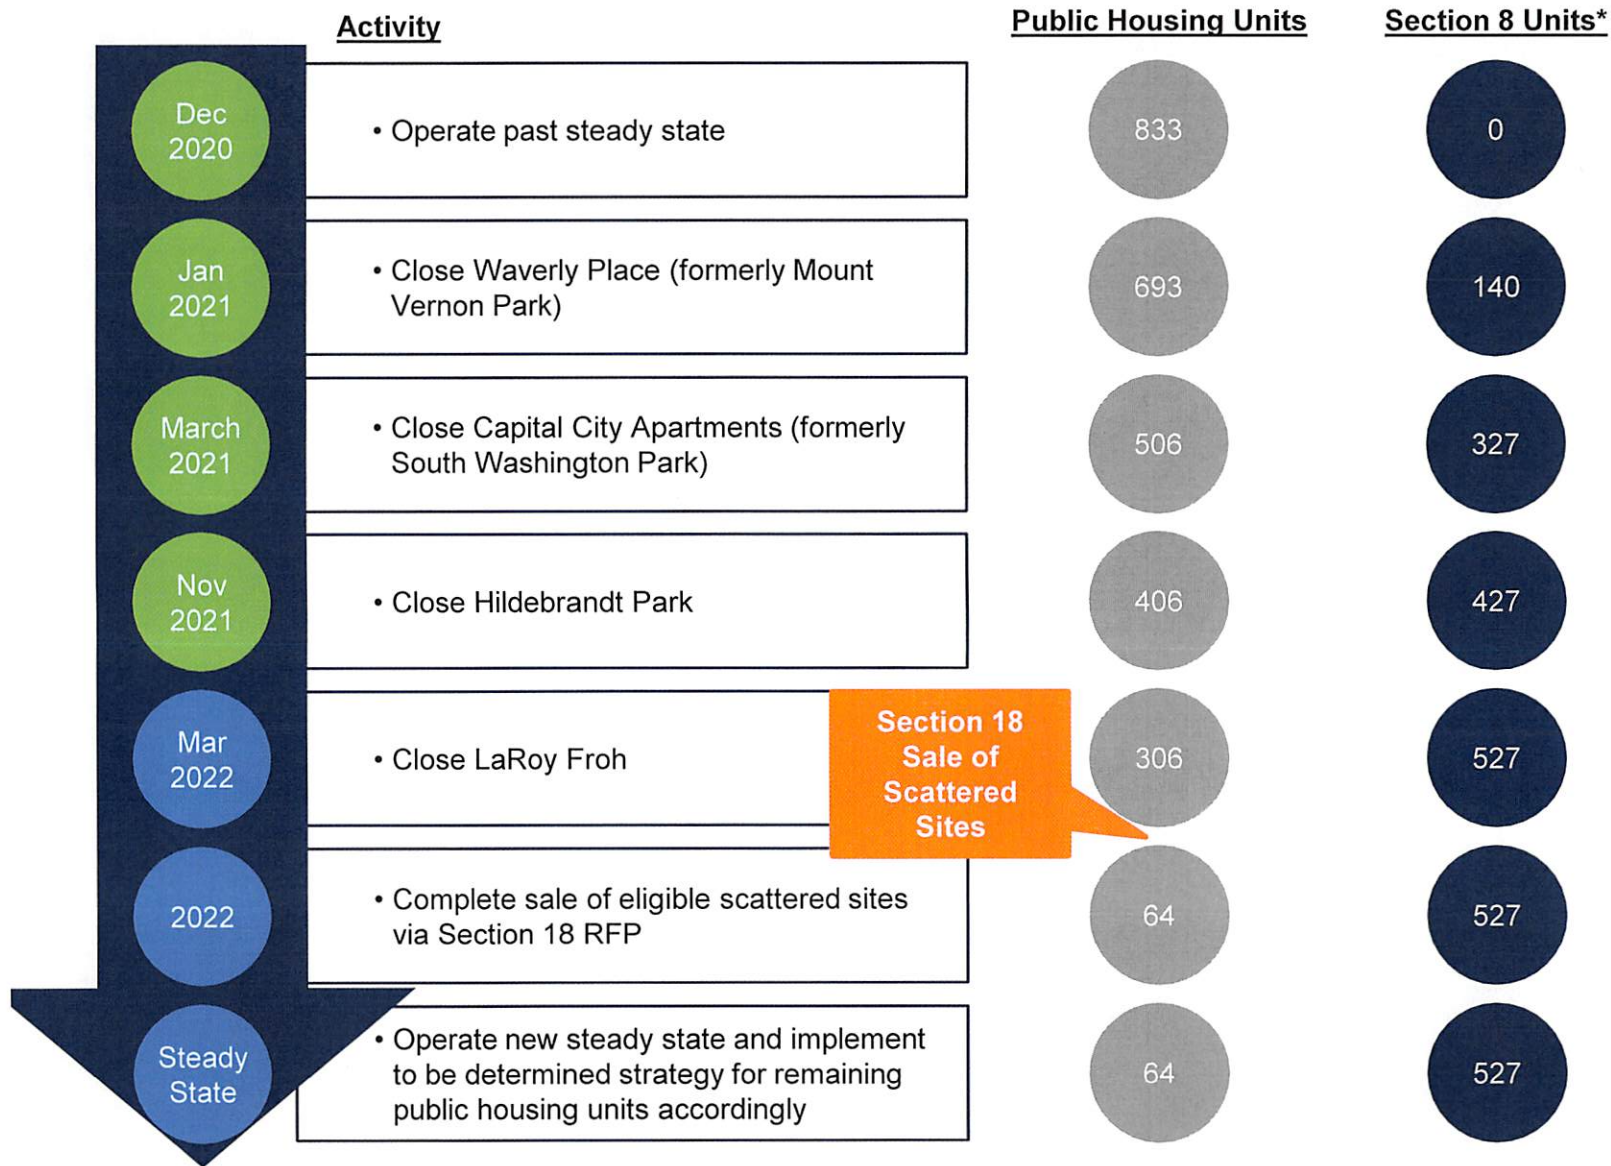 Activity
Public Housing Units
Section 8 Units*
Dec
2020
• Operate past steady state
833
0
Jan
2021
• Close Waverly Place (formerly Mount
Vernon Park)
693
140
March
2021
• Close Capital City Apartments (formerly
South Washington Park)
506
327
Nov
2021
• Close Hildebrandt Park
406
427
Mar
2022
• Close LaRoy Froh
Section 18
Sale of
Scattered
Sites
306
527
2022
• Complete sale of eligible scattered sites
via Section 18 RFP
64
527
Steady
State
• Operate new steady state and implement
to be determined strategy for remaining
public housing units accordingly
64
527